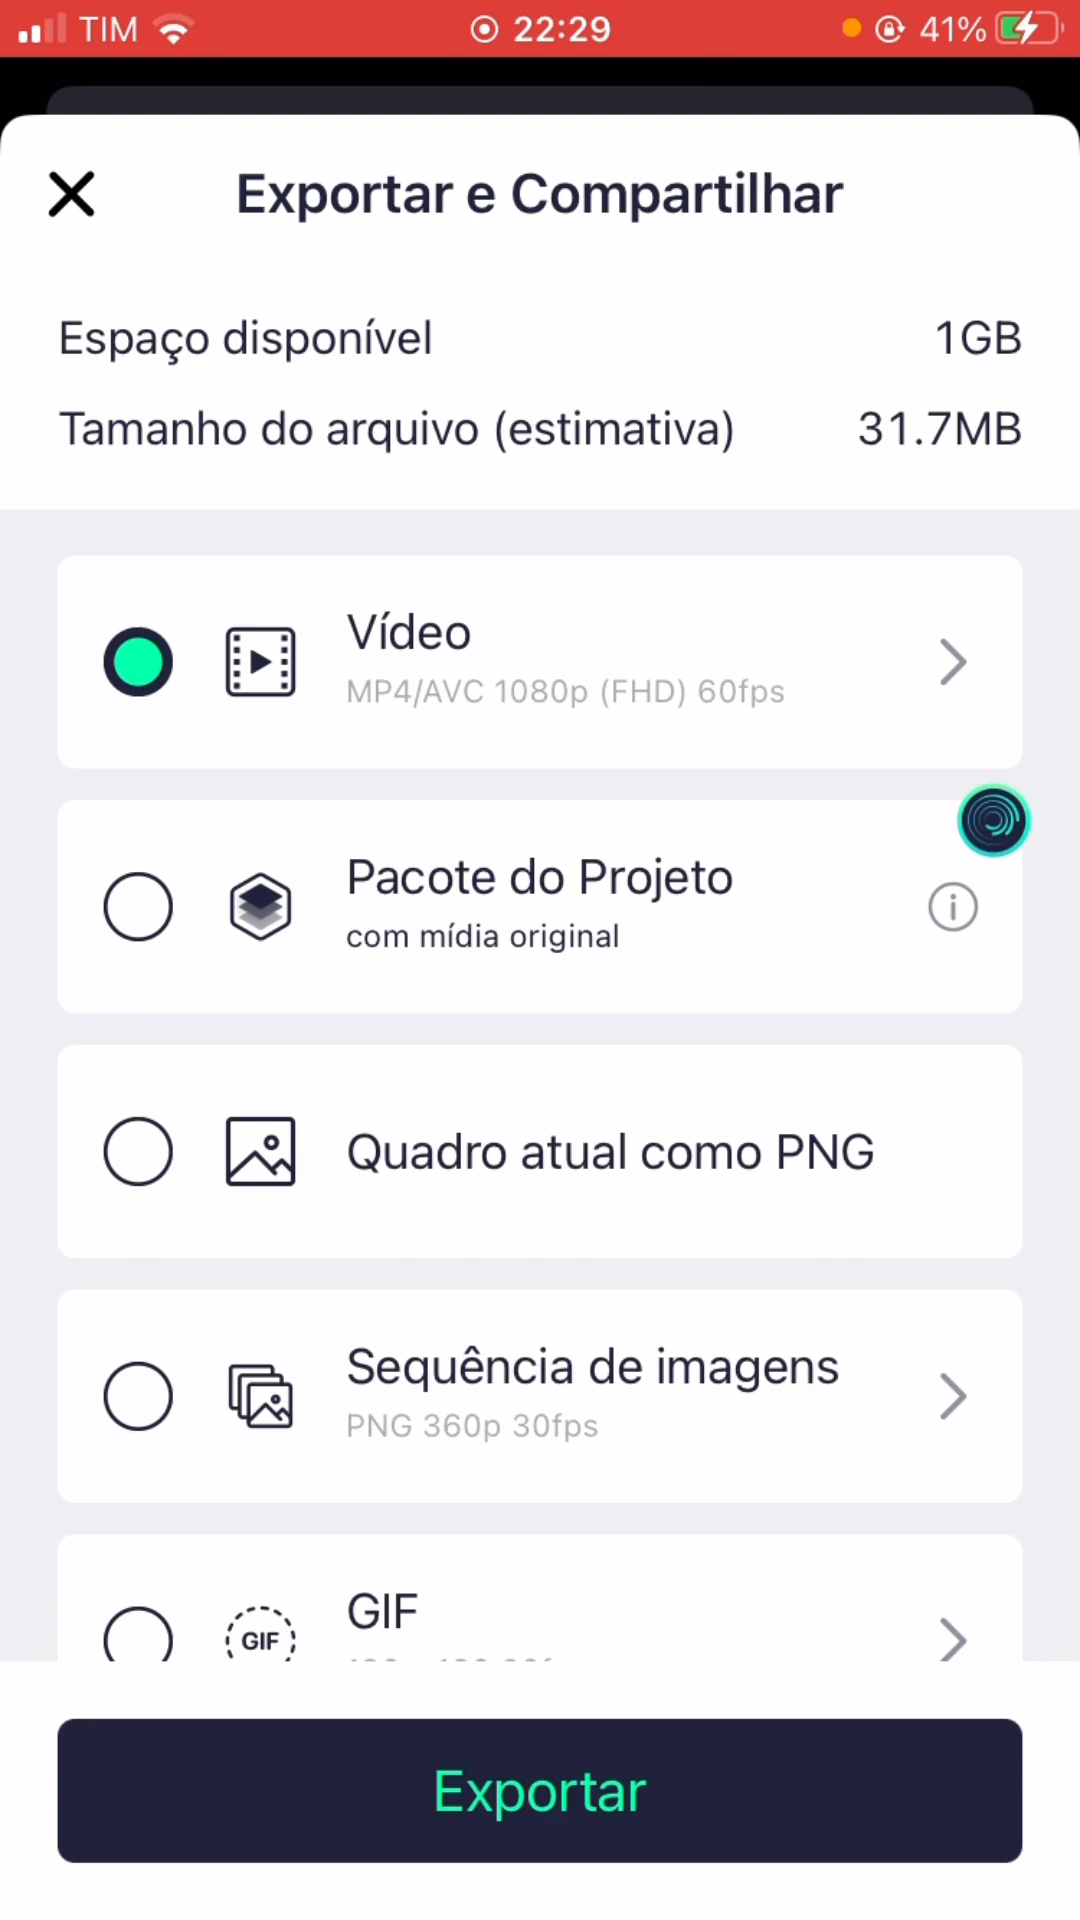 TIM 22:29 41%
Exportar e Compartilhar
Espaço disponível 1GB
Tamanho do arquivo (estimativa) 31.7MB
Vídeo
MP4/AVC 1080p (FHD) 60fps
Pacote do Projeto
com mídia original
Quadro atual como PNG
Sequência de imagens
PNG 360p 30fps
GIF
GIF
Exportar